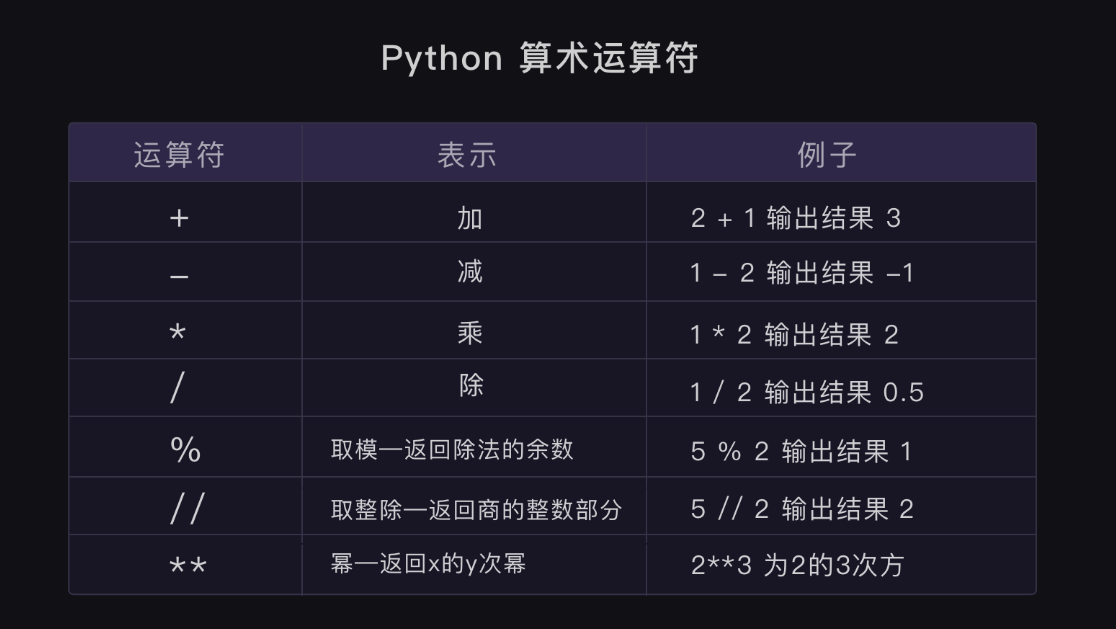 Python 算术运算符
运算符 表示 例子
+ 加 2 + 1 输出结果 3
– 减 1 – 2 输出结果 –1
* 乘 1 * 2 输出结果 2
/ 除 1 / 2 输出结果 0.5
% 取模—返回除法的余数 5 % 2 输出结果 1
// 取整除—返回商的整数部分 5 // 2 输出结果 2
** 幂—返回x的y次幂 2**3 为2的3次方